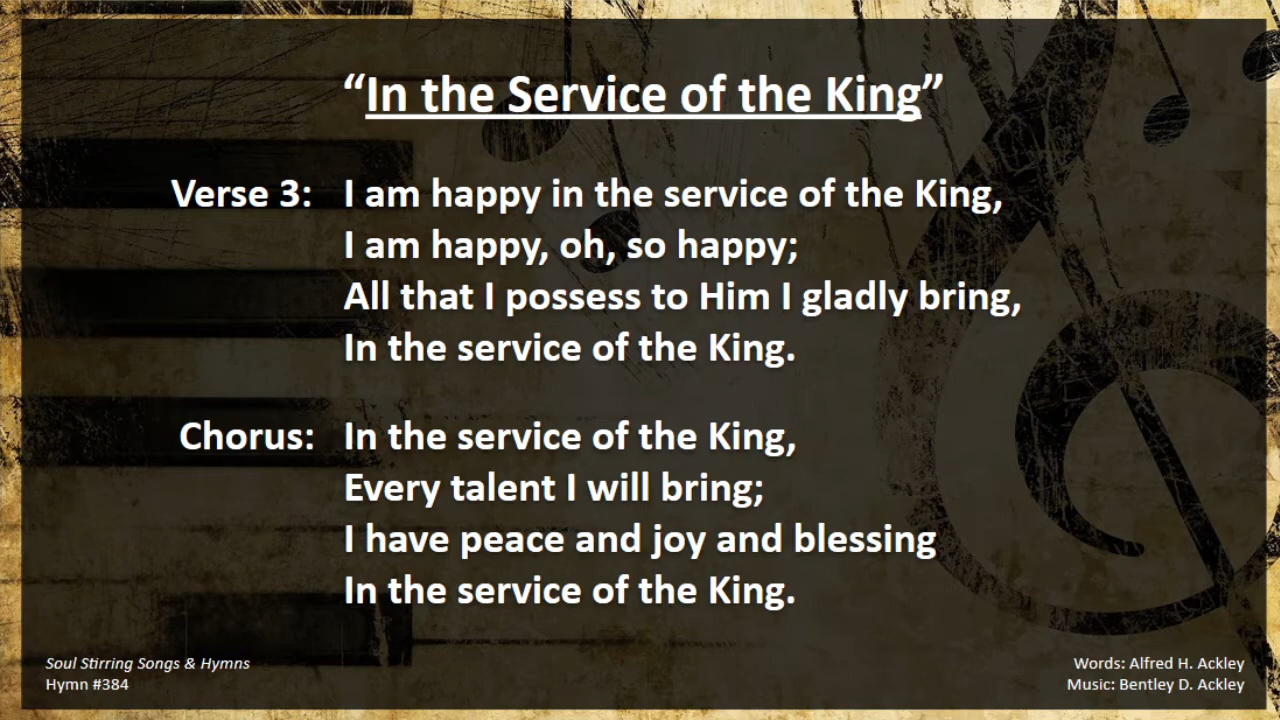 “In the Service of the King”
Verse 3: I am happy in the service of the King,
I am happy, oh, so happy;
All that I possess to Him I gladly bring,
In the service of the King.
Chorus: In the service of the King,
Every talent I will bring;
I have peace and joy and blessing
In the service of the King.
Soul Stirring Songs & Hymns
Hymn #384
Words: Alfred H. Ackley
Music: Bentley D. Ackley